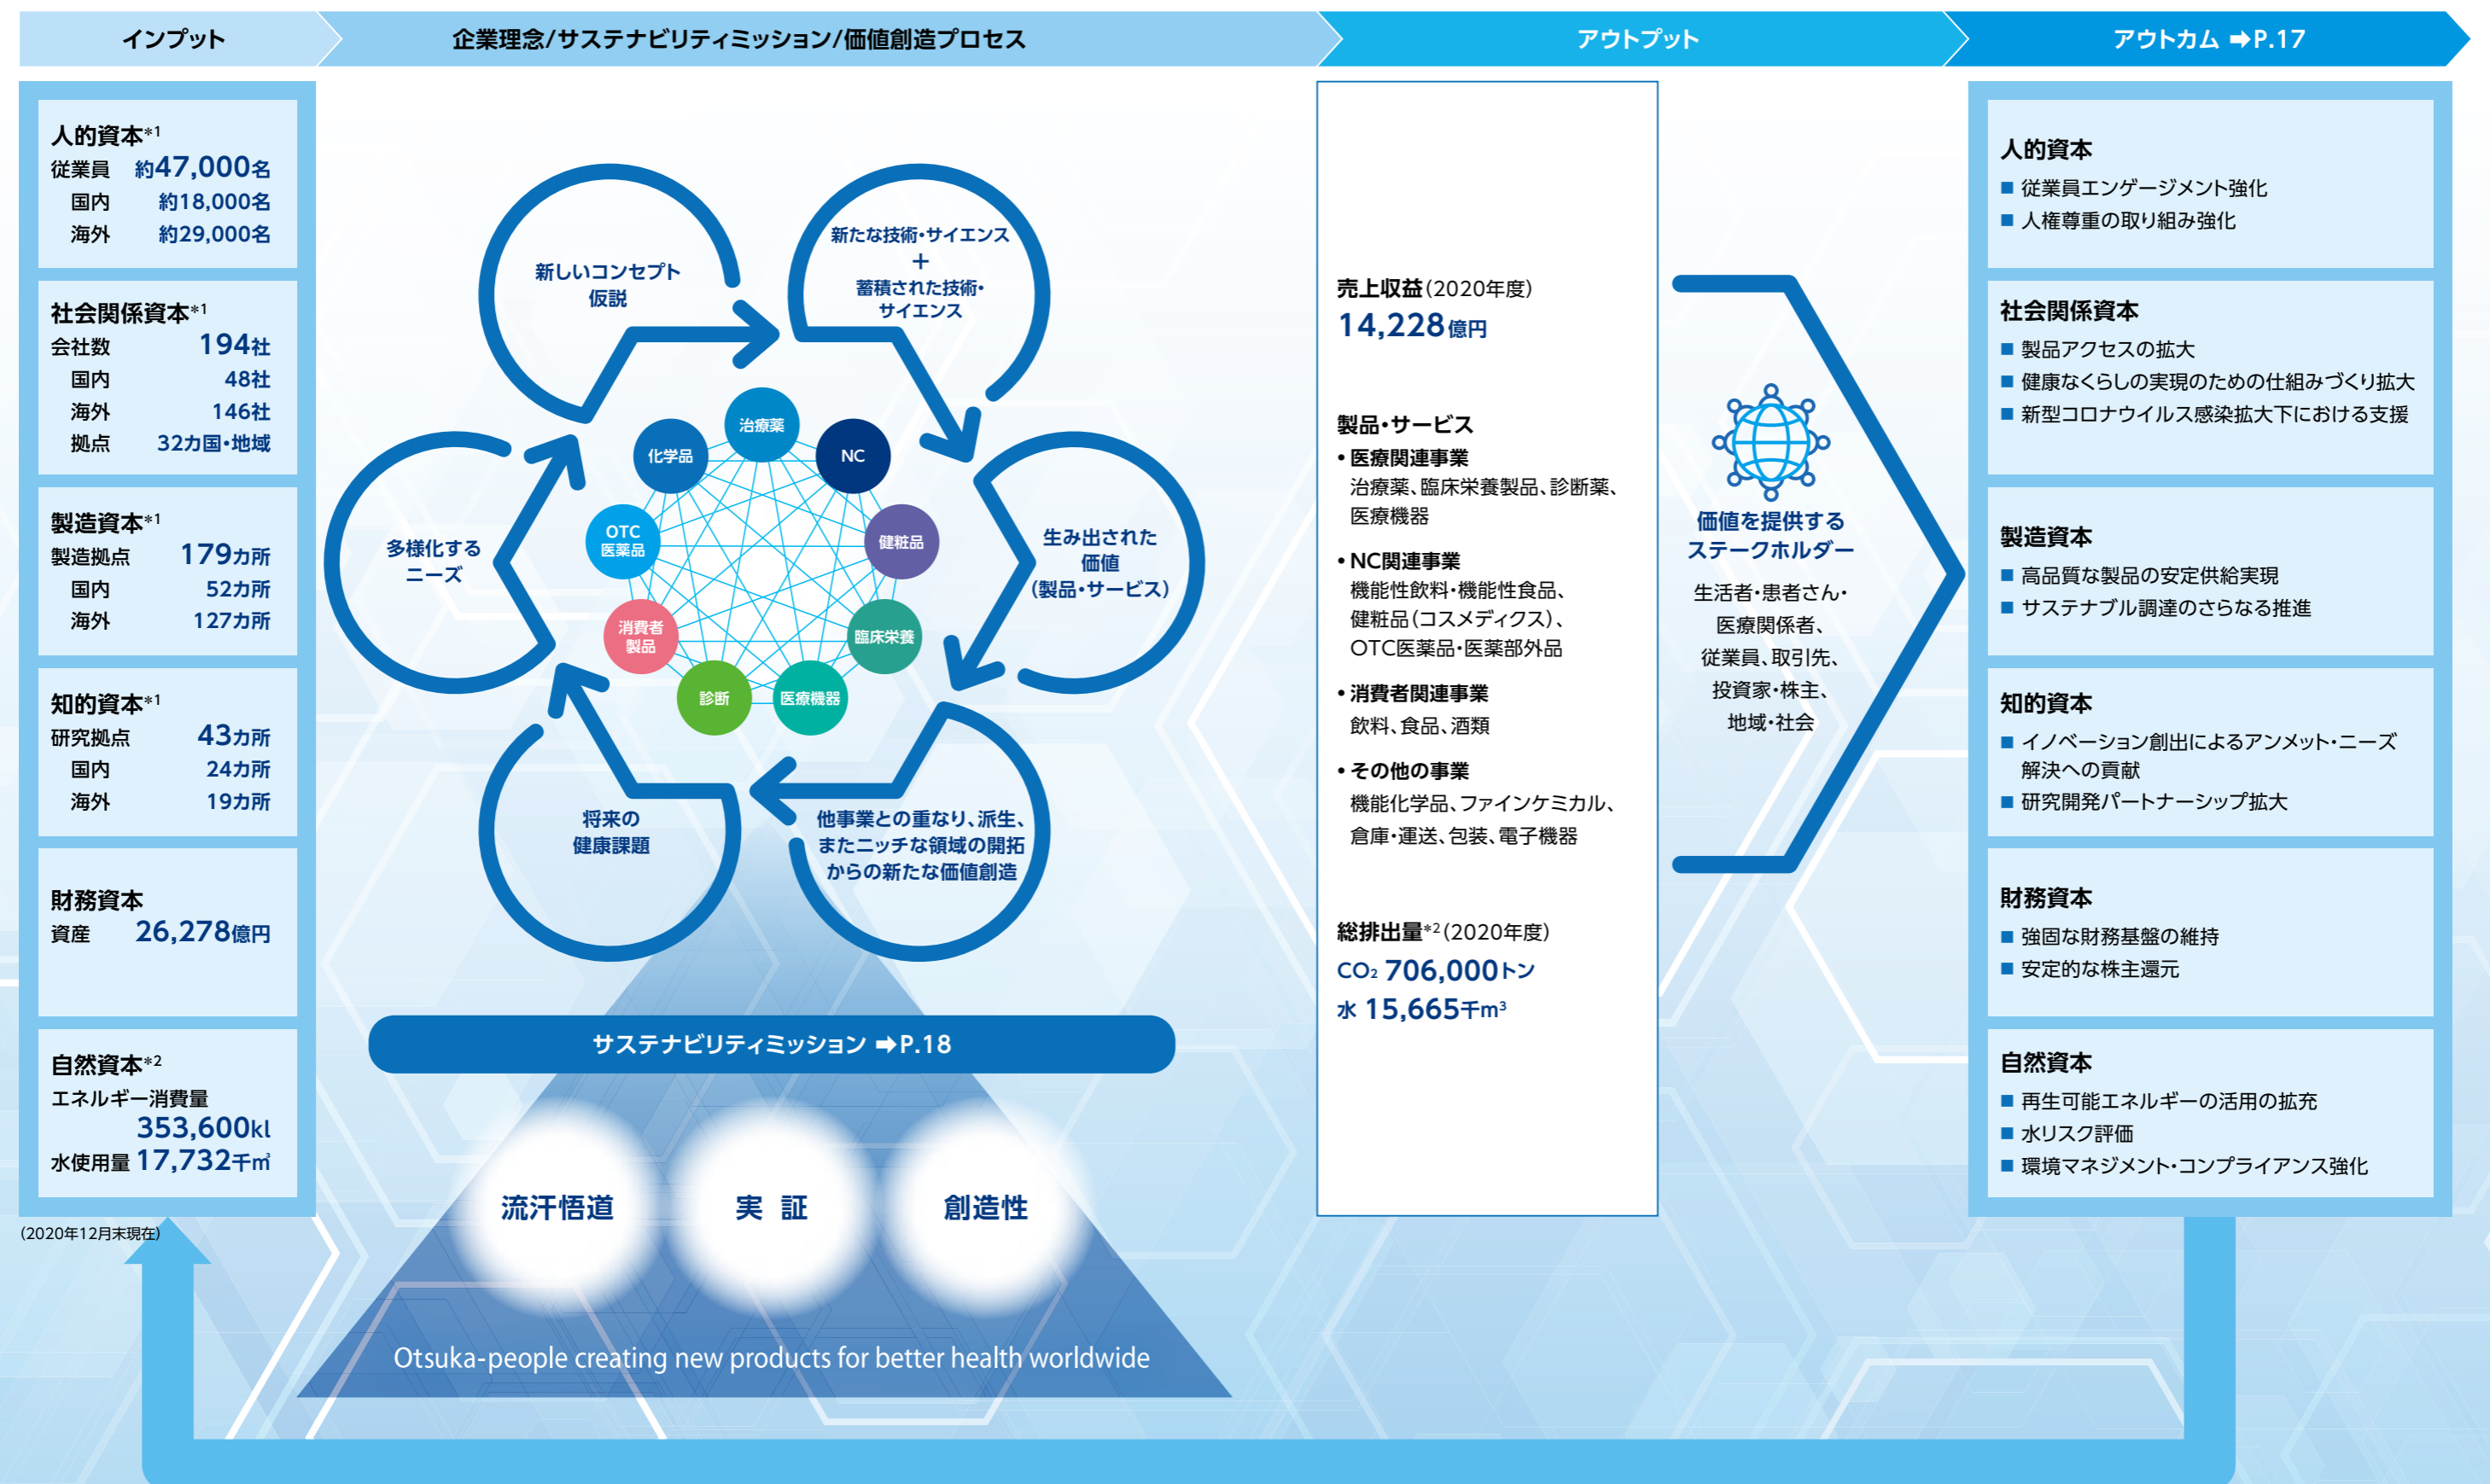 インプット
企業理念/サステナビリティミッション/価値創造プロセス
アウトプット
アウトカム ➡P.17
人的資本*1
従業員 約47,000名
国内 約18,000名
海外 約29,000名
社会関係資本*1
会社数 194社
国内 48社
海外 146社
拠点 32カ国・地域
製造資本*1
製造拠点 179カ所
国内 52カ所
海外 127カ所
知的資本*1
研究拠点 43カ所
国内 24カ所
海外 19カ所
財務資本
資産 26,278億円
自然資本*2
エネルギー消費量
353,600kl
水使用量 17,732千㎥
(2020年12月末現在)
新しいコンセプト
仮説
新たな技術・サイエンス
+
蓄積された技術・
サイエンス
生み出された
価値
(製品・サービス)
他事業との重なり、派生、
またニッチな領域の開拓
からの新たな価値創造
将来の
健康課題
多様化する
ニーズ
治療薬
NC
健粧品
臨床栄養
医療機器
診断
消費者
製品
OTC
医薬品
化学品
サステナビリティミッション ➡P.18
流汗悟道
実 証
創造性
Otsuka-people creating new products for better health worldwide
売上収益(2020年度)
14,228億円
製品・サービス
• 医療関連事業
治療薬、臨床栄養製品、診断薬、
医療機器
• NC関連事業
機能性飲料・機能性食品、
健粧品(コスメディクス)、
OTC医薬品・医薬部外品
• 消費者関連事業
飲料、食品、酒類
• その他の事業
機能化学品、ファインケミカル、
倉庫・運送、包装、電子機器
総排出量*2(2020年度)
CO₂ 706,000トン
水 15,665千m³
価値を提供する
ステークホルダー
生活者・患者さん・
医療関係者、
従業員、取引先、
投資家・株主、
地域・社会
人的資本
■ 従業員エンゲージメント強化
■ 人権尊重の取り組み強化
社会関係資本
■ 製品アクセスの拡大
■ 健康なくらしの実現のための仕組みづくり拡大
■ 新型コロナウイルス感染拡大下における支援
製造資本
■ 高品質な製品の安定供給実現
■ サステナブル調達のさらなる推進
知的資本
■ イノベーション創出によるアンメット・ニーズ
解決への貢献
■ 研究開発パートナーシップ拡大
財務資本
■ 強固な財務基盤の維持
■ 安定的な株主還元
自然資本
■ 再生可能エネルギーの活用の拡充
■ 水リスク評価
■ 環境マネジメント・コンプライアンス強化